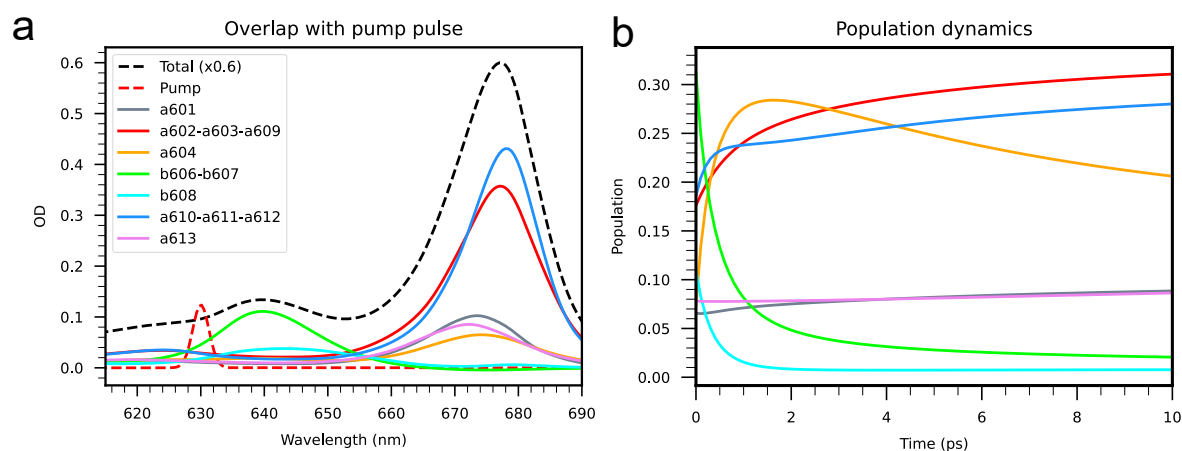 a
Overlap with pump pulse
OD
0.6
0.5
0.4
0.3
0.2
0.1
0.0
Total (x0.6)
Pump
a601
a602-a603-a609
a604
b606-b607
b608
a610-a611-a612
a613
620 630 640 650 660 670 680 690
Wavelength (nm)
b
Population dynamics
Population
0.30
0.25
0.20
0.15
0.10
0.05
0.00
0 2 4 6 8 10
Time (ps)